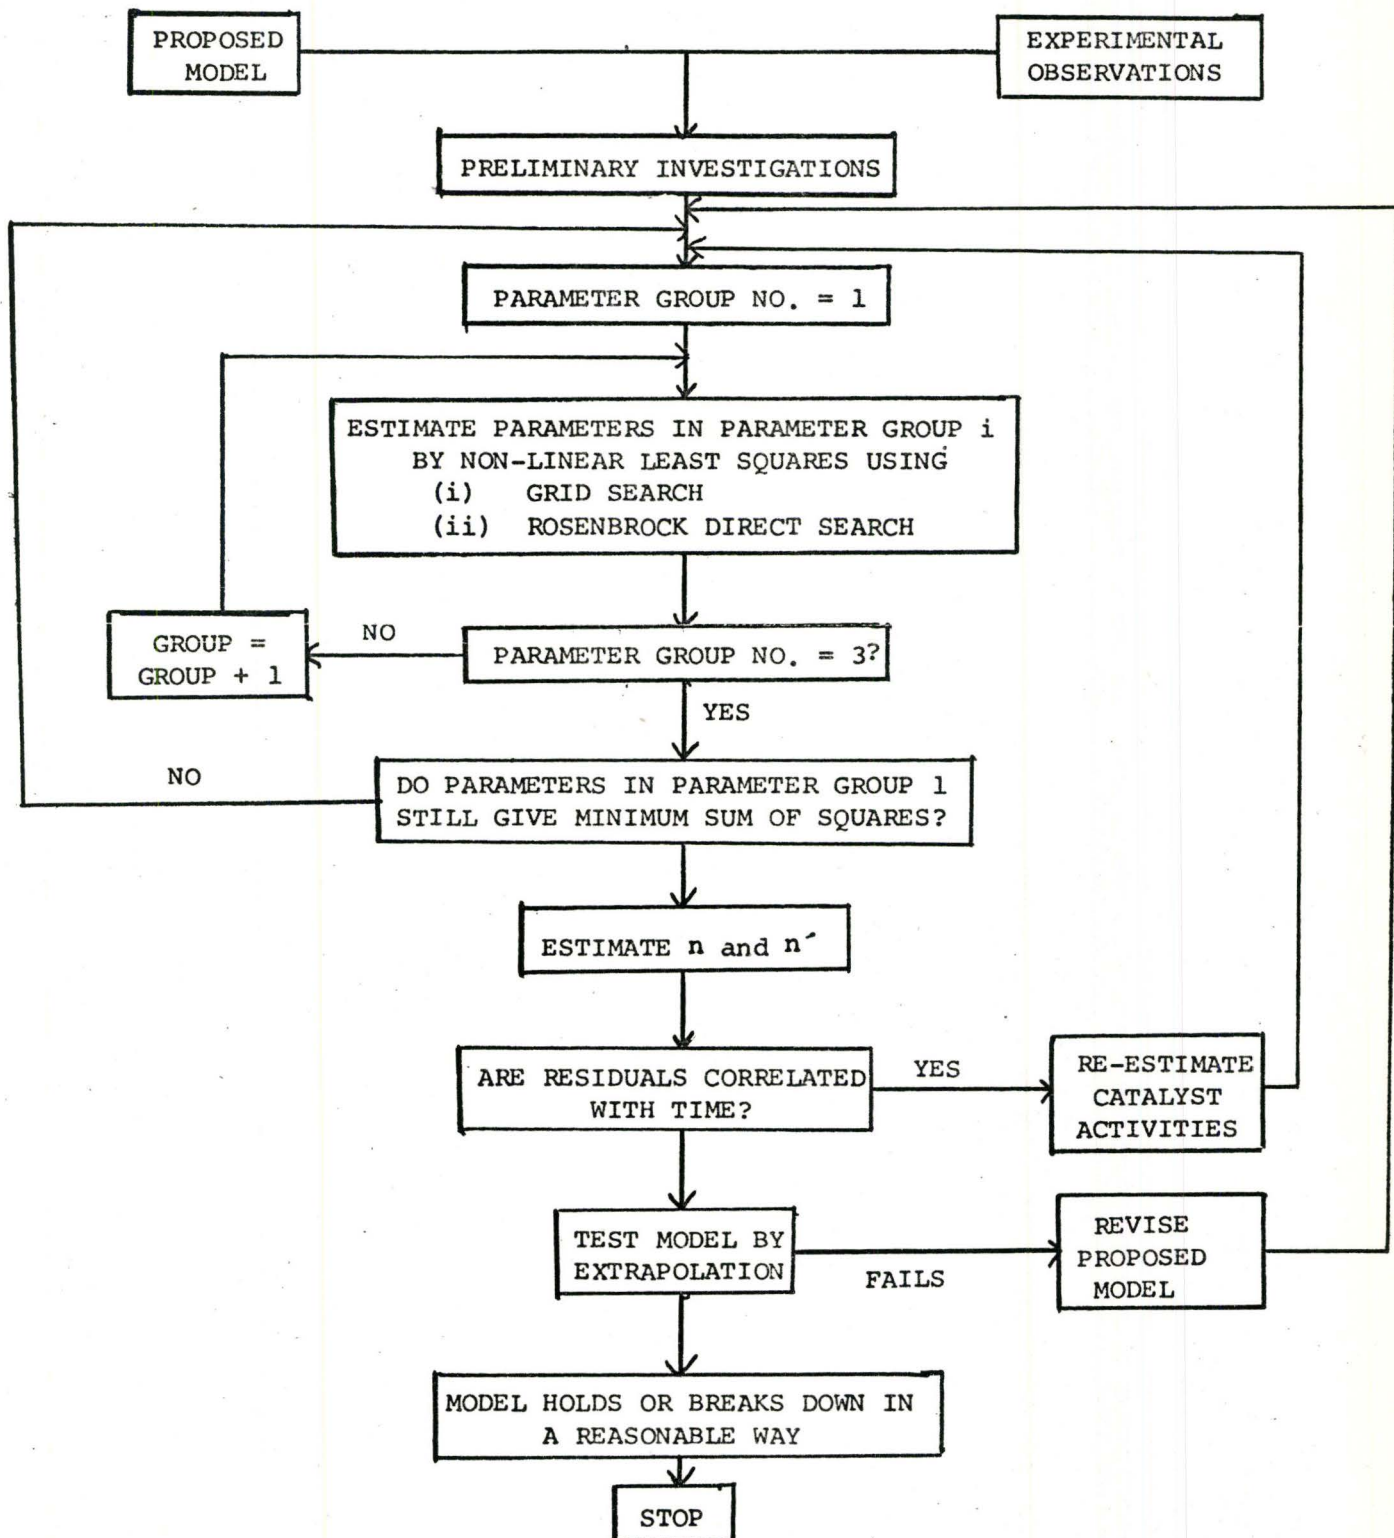 PROPOSED
MODEL
EXPERIMENTAL
OBSERVATIONS
PRELIMINARY INVESTIGATIONS
PARAMETER GROUP NO. = 1
ESTIMATE PARAMETERS IN PARAMETER GROUP i
BY NON-LINEAR LEAST SQUARES USING
(i) GRID SEARCH
(ii) ROSENBROCK DIRECT SEARCH
GROUP =
GROUP + 1
NO
PARAMETER GROUP NO. = 3?
YES
NO
DO PARAMETERS IN PARAMETER GROUP 1
STILL GIVE MINIMUM SUM OF SQUARES?
ESTIMATE n and n´
ARE RESIDUALS CORRELATED
WITH TIME?
YES
RE-ESTIMATE
CATALYST
ACTIVITIES
TEST MODEL BY
EXTRAPOLATION
FAILS
REVISE
PROPOSED
MODEL
MODEL HOLDS OR BREAKS DOWN IN
A REASONABLE WAY
STOP